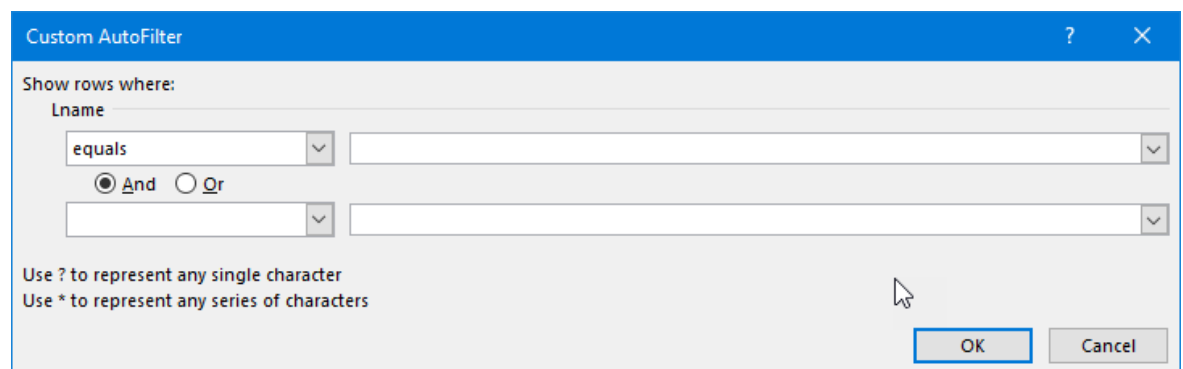 Custom AutoFilter ?
Show rows where:
Lname
equals
And Or
Use ? to represent any single character
Use * to represent any series of characters
OK Cancel